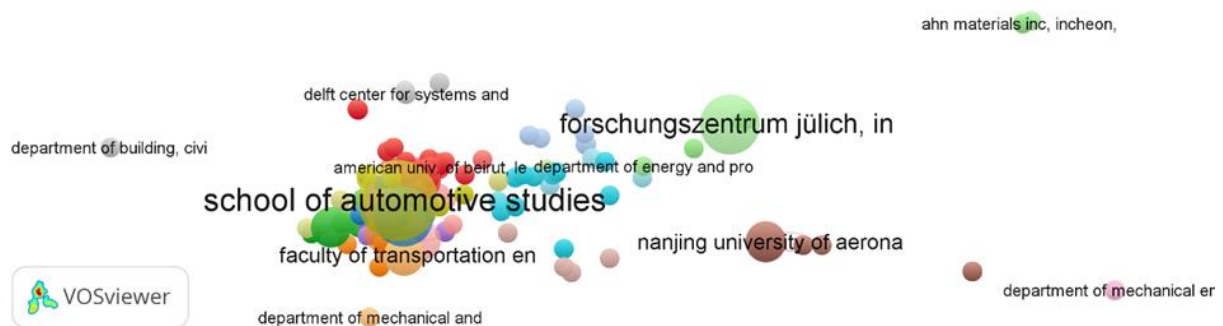 ahn materials inc, incheon,
delft center for systems and
forschungszentrum jülich, in
department of building, civi
american univ. of beirut, le
department of energy and pro
school of automotive studies
nanjing university of aerona
faculty of transportation en
department of mechanical en
VOSviewer
department of mechanical and